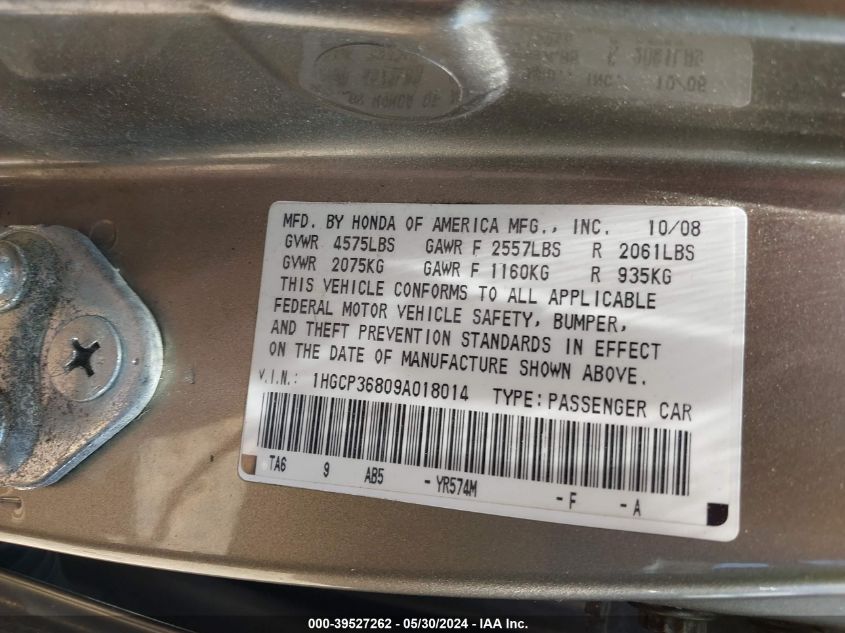 MFD. BY HONDA OF AMERICA MFG., INC. 10/08
GVWR 4575LBS GAWR F 2557LBS R 2061LBS
GVWR 2075KG GAWR F 1160KG R 935KG
THIS VEHICLE CONFORMS TO ALL APPLICABLE
FEDERAL MOTOR VEHICLE SAFETY, BUMPER,
AND THEFT PREVENTION STANDARDS IN EFFECT
ON THE DATE OF MANUFACTURE SHOWN ABOVE.
V.I.N.: 1HGCP36809A018014 TYPE: PASSENGER CAR
TA6 9 AB5 - YR574M - F - A
000-39527262 - 05/30/2024 - IAA Inc.